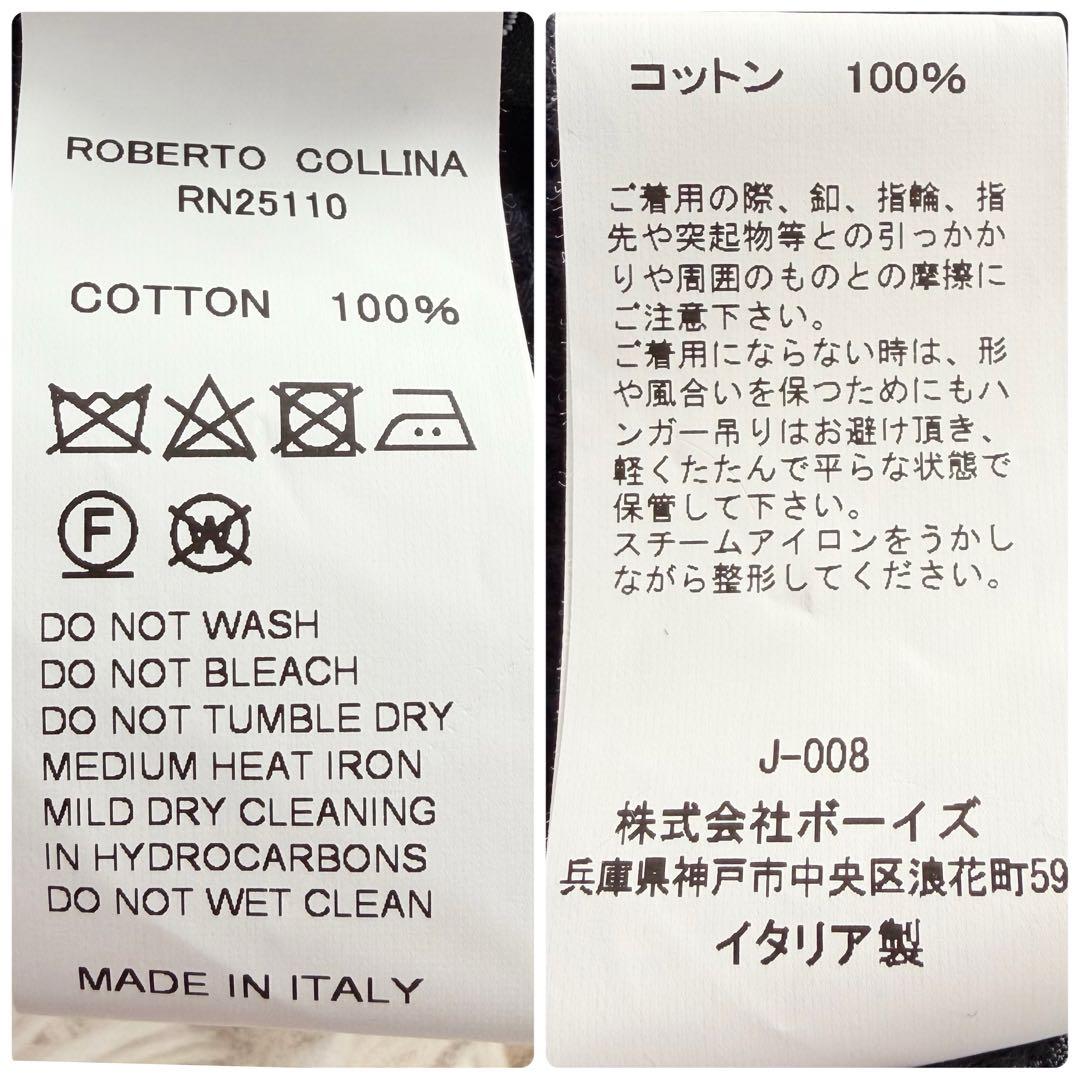 ROBERTO COLLINA
RN25110
COTTON 100%
F W
DO NOT WASH
DO NOT BLEACH
DO NOT TUMBLE DRY
MEDIUM HEAT IRON
MILD DRY CLEANING
IN HYDROCARBONS
DO NOT WET CLEAN
MADE IN ITALY
コットン 100%
ご着用の際、釦、指輪、指
先や突起物等との引っかか
りや周囲のものとの摩擦に
ご注意下さい。
ご着用にならない時は、形
や風合いを保つためにもハ
ンガー吊りはお避け頂き、
軽くたたんで平らな状態で
保管して下さい。
スチームアイロンをうかし
ながら整形してください。
J-008
株式会社ボーイズ
兵庫県神戸市中央区浪花町59
イタリア製